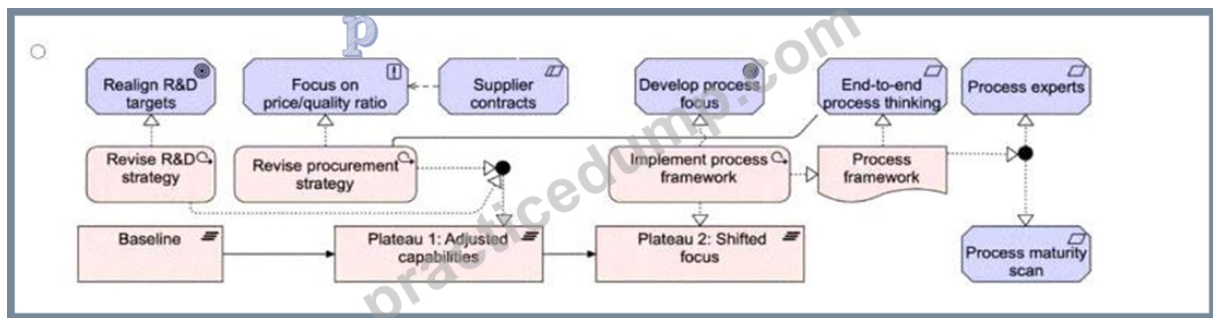 p
Realign R&D
targets
Focus on
price/quality ratio
Supplier
contracts
Develop process
focus
End-to-end
process thinking
Process experts
Revise R&D
strategy
Revise procurement
strategy
Implement process
framework
Process
framework
Baseline
Plateau 1: Adjusted
capabilities
Plateau 2: Shifted
focus
Process maturity
scan
practicedump.com